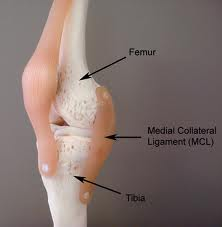 Femur
Medial Collateral
Ligament (MCL)
Tibia